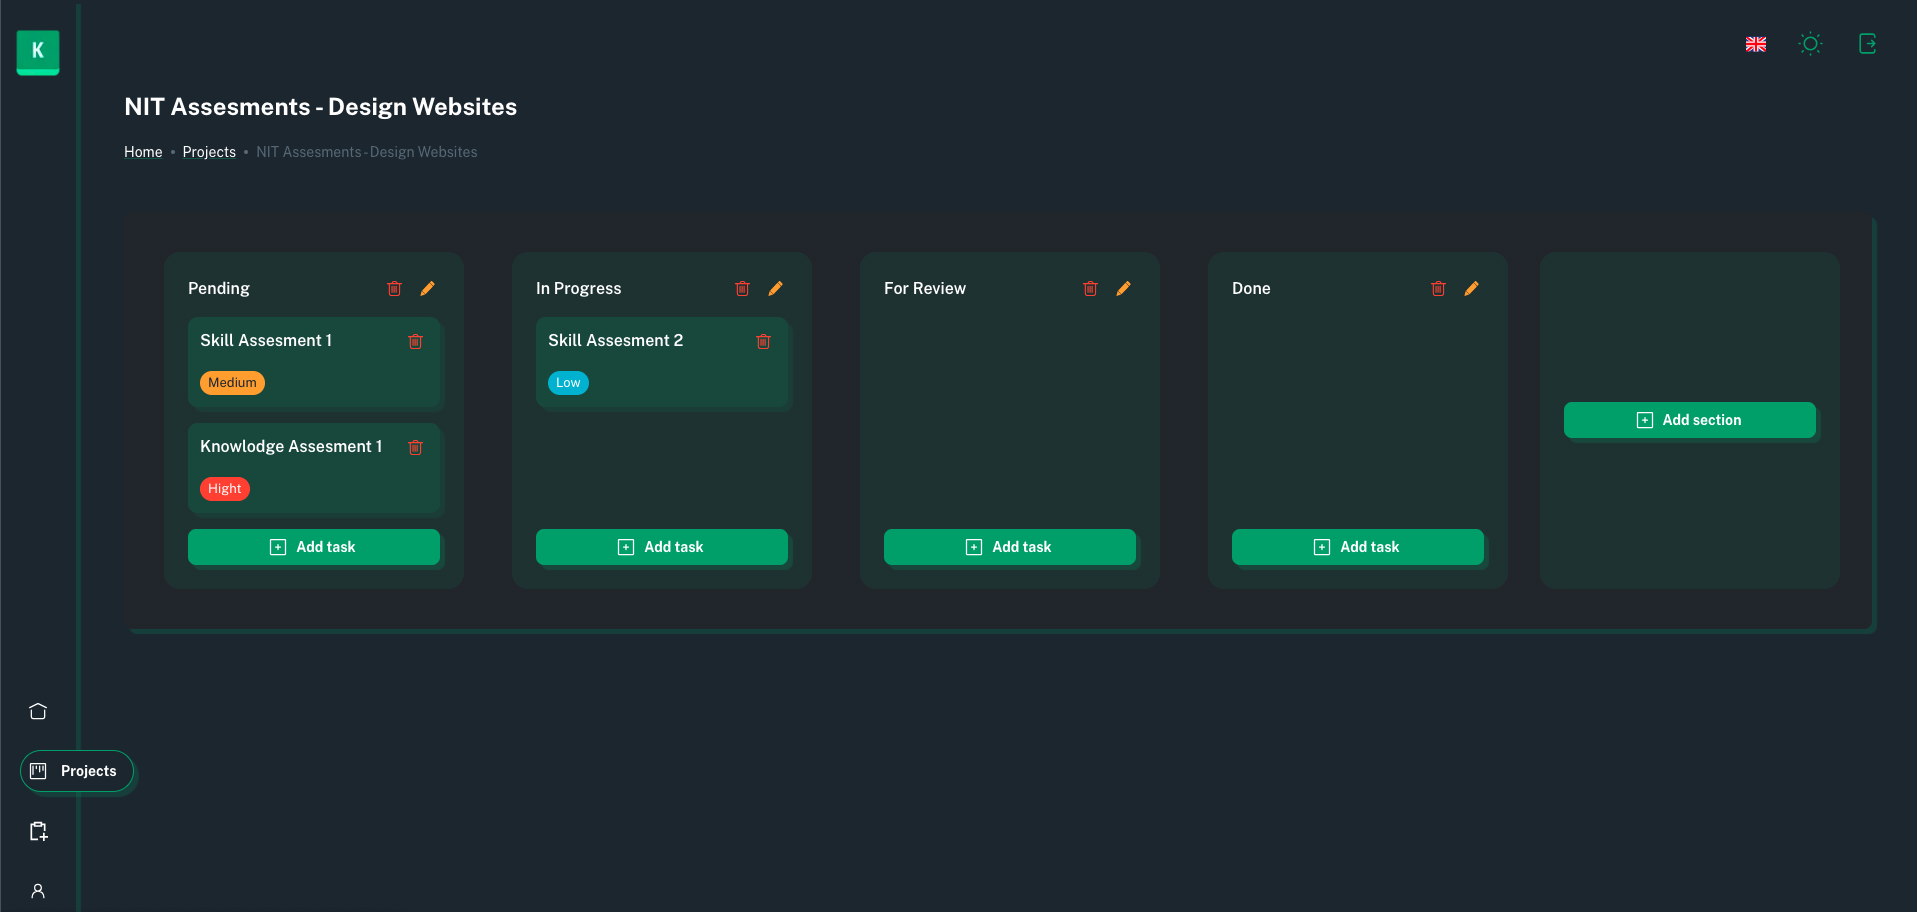 K
NIT Assesments - Design Websites
Home • Projects • NIT Assesments - Design Websites
Pending
Skill Assesment 1
Medium
Knowlodge Assesment 1
Hight
Add task
In Progress
Skill Assesment 2
Low
Add task
For Review
Add task
Done
Add task
Add section
Projects